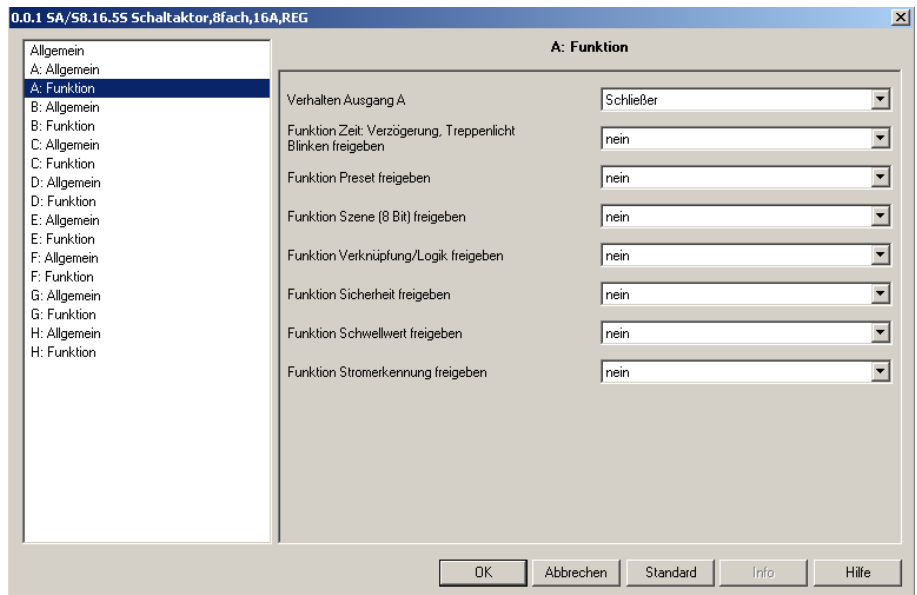 0.0.1 SA/S8.16.5S Schaltaktor,8fach,16A,REG
Allgemein
A: Allgemein
A: Funktion
B: Allgemein
B: Funktion
C: Allgemein
C: Funktion
D: Allgemein
D: Funktion
E: Allgemein
E: Funktion
F: Allgemein
F: Funktion
G: Allgemein
G: Funktion
H: Allgemein
H: Funktion
A: Funktion
Verhalten Ausgang A
Schließer
Funktion Zeit: Verzögerung, Treppenlicht
Blinken freigeben
nein
Funktion Preset freigeben
nein
Funktion Szene (8 Bit) freigeben
nein
Funktion Verknüpfung/Logik freigeben
nein
Funktion Sicherheit freigeben
nein
Funktion Schwellwert freigeben
nein
Funktion Stromerkennung freigeben
nein
OK
Abbrechen
Standard
Info
Hilfe